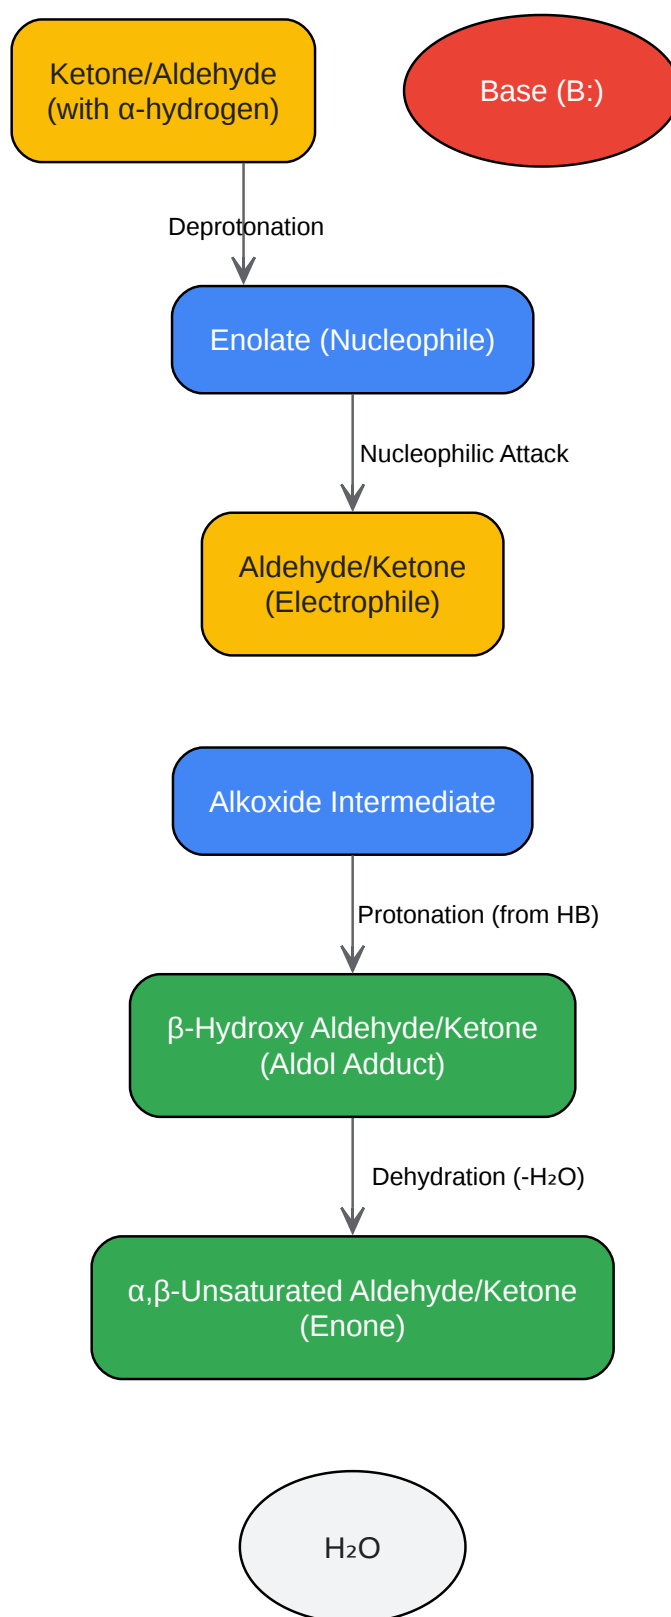 Ketone/Aldehyde
(with α-hydrogen)
Base (B:)
Deprotonation
Enolate (Nucleophile)
Nucleophilic Attack
Aldehyde/Ketone
(Electrophile)
Alkoxide Intermediate
Protonation (from HB)
β-Hydroxy Aldehyde/Ketone
(Aldol Adduct)
Dehydration (-H₂O)
α,β-Unsaturated Aldehyde/Ketone
(Enone)
H₂O